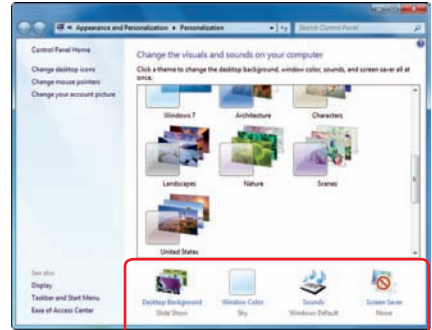 « Appearance and Personalization ▸ Personalization
Search Control Panel
Control Panel Home
Change desktop icons
Change mouse pointers
Change your account picture
See also
Display
Taskbar and Start Menu
Ease of Access Center
Change the visuals and sounds on your computer
Click a theme to change the desktop background, window color, sounds, and screen saver all at
once.
Windows 7 Architecture Characters
Landscapes Nature Scenes
United States
Desktop Background Window Color Sounds Screen Saver
Slide Show Sky Windows Default None